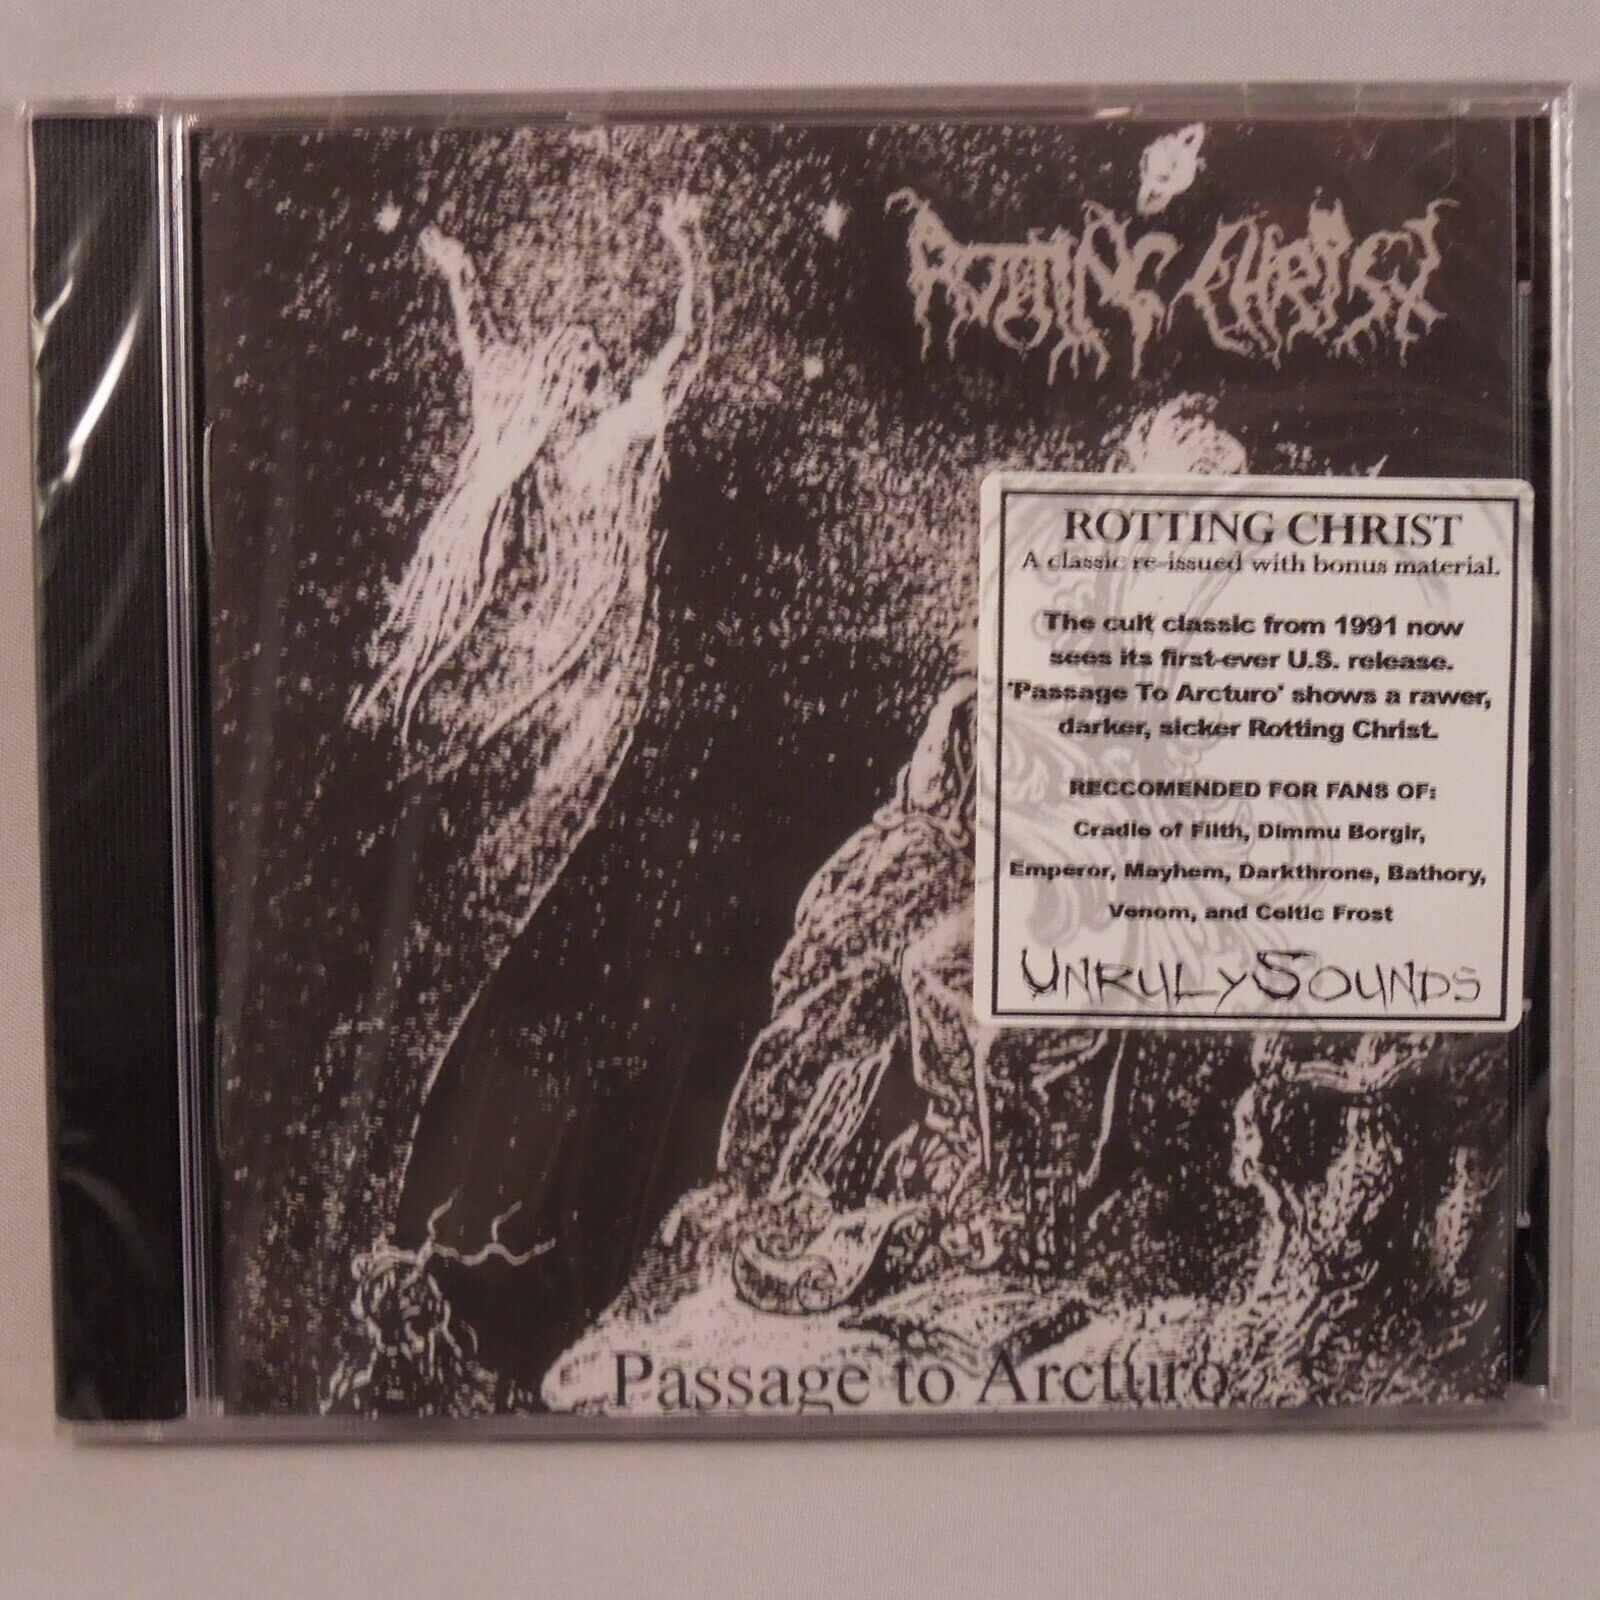 ROTTING CHRIST
ROTTING CHRIST
A classic re-issued with bonus material.
The cult classic from 1991 now
sees its first-ever U.S. release.
'Passage To Arcturo' shows a rawer,
darker, sicker Rotting Christ.
RECCOMENDED FOR FANS OF:
Cradle of Filth, Dimmu Borgir,
Emperor, Mayhem, Darkthrone, Bathory,
Venom, and Celtic Frost
UNRULYSOUNDS
Passage to Arcturo